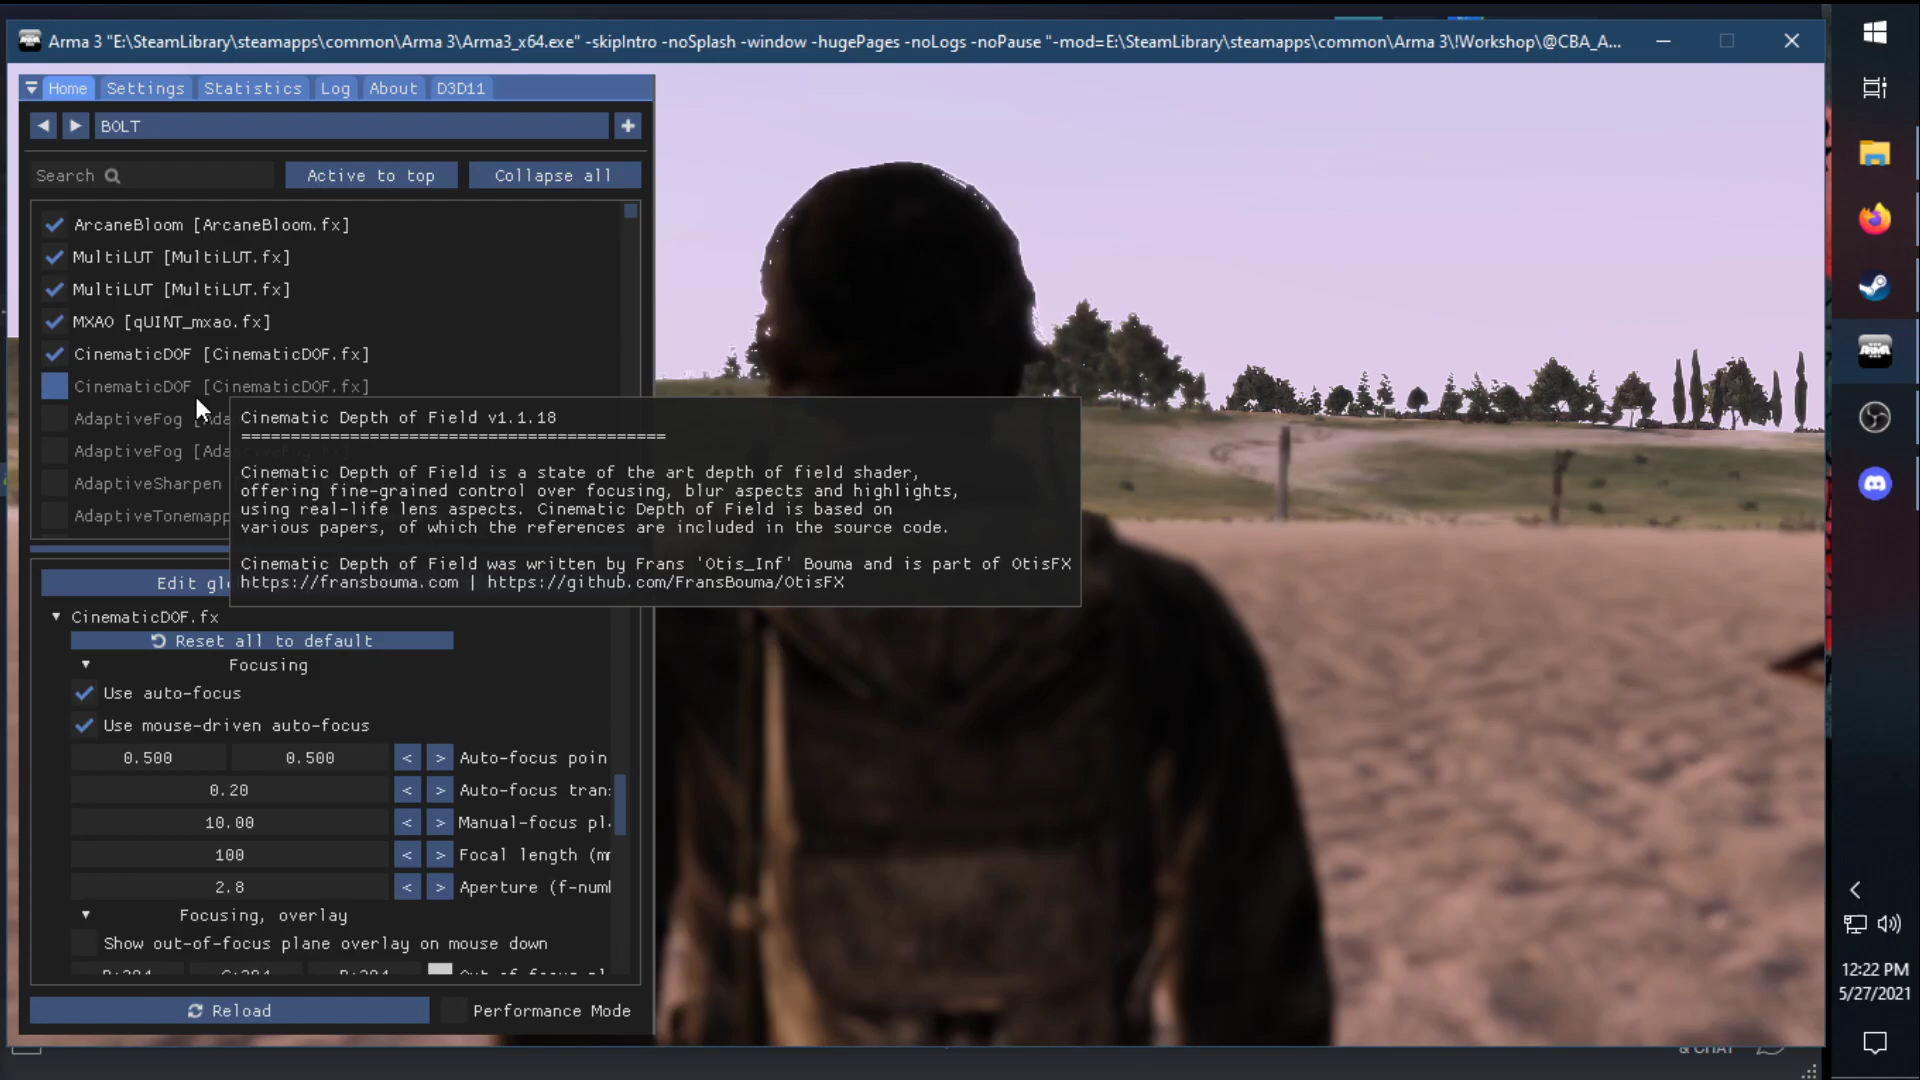 Arma 3 "E:\SteamLibrary\steamapps\common\Arma 3\Arma3_x64.exe" -skipIntro -noSplash -window -hugePages -noLogs -noPause "-mod=E:\SteamLibrary\steamapps\common\Arma 3\!Workshop\@CBA_A...
Home Settings Statistics Log About D3D11
BOLT
Search Active to top Collapse all
ArcaneBloom [ArcaneBloom.fx]
MultiLUT [MultiLUT.fx]
MultiLUT [MultiLUT.fx]
MXAO [qUINT_mxao.fx]
CinematicDOF [CinematicDOF.fx]
CinematicDOF [CinematicDOF.fx]
AdaptiveFog [Ada
AdaptiveFog [AdaptiveFog.fx]
AdaptiveSharpen
AdaptiveTonemapp
Cinematic Depth of Field v1.1.18
===========================================
Cinematic Depth of Field is a state of the art depth of field shader,
offering fine-grained control over focusing, blur aspects and highlights,
using real-life lens aspects. Cinematic Depth of Field is based on
various papers, of which the references are included in the source code.
Cinematic Depth of Field was written by Frans 'Otis_Inf' Bouma and is part of OtisFX
https://fransbouma.com | https://github.com/FransBouma/OtisFX
Edit gl
CinematicDOF.fx
Reset all to default
Focusing
Use auto-focus
Use mouse-driven auto-focus
0.500 0.500 < > Auto-focus poin
0.20 < > Auto-focus tran
10.00 < > Manual-focus pl
100 < > Focal length (m
2.8 < > Aperture (f-num
Focusing, overlay
Show out-of-focus plane overlay on mouse down
Reload Performance Mode
& CHAT
ARMA
12:22 PM
5/27/2021